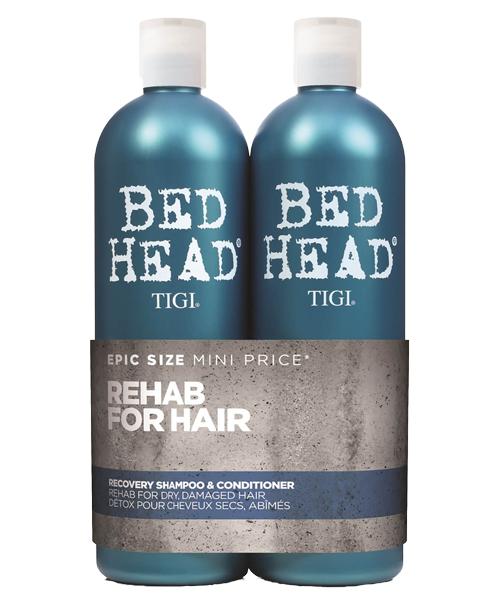 BED
HEAD®
TIGI®
BED
HEAD®
TIGI®
EPIC SIZE MINI PRICE*
REHAB
FOR HAIR
RECOVERY SHAMPOO & CONDITIONER
REHAB FOR DRY, DAMAGED HAIR
DÉTOX POUR CHEVEUX SECS, ABÎMÉS